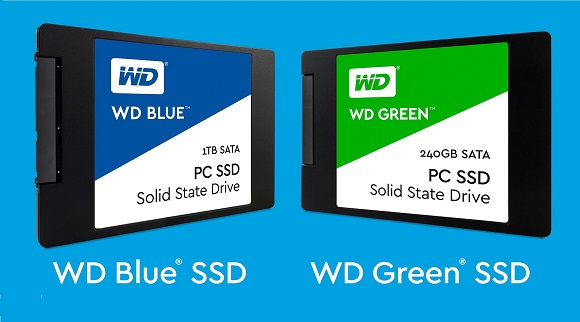 WD
WD BLUE™
1TB SATA
PC SSD
Solid State Drive
WD
WD GREEN™
240GB SATA
PC SSD
Solid State Drive
WD Blue® SSD
WD Green® SSD